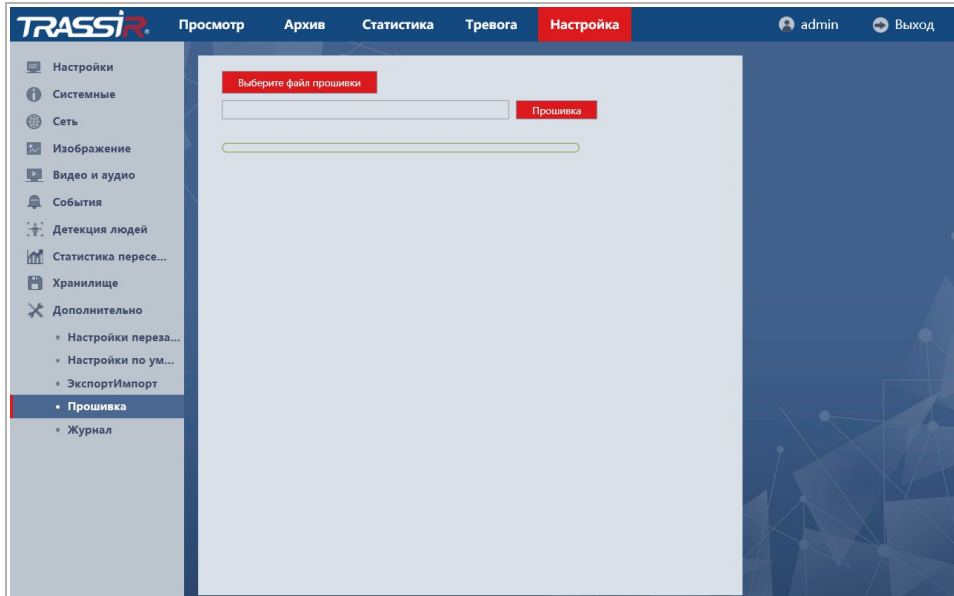 TRASSIR
Просмотр Архив Статистика Тревога Настройка admin Выход
Настройки
Системные
Сеть
Изображение
Видео и аудио
События
Детекция людей
Статистика пересе...
Хранилище
Дополнительно
Настройки переза...
Настройки по ум...
ЭкспортИмпорт
Прошивка
Журнал
Выберите файл прошивки
Прошивка